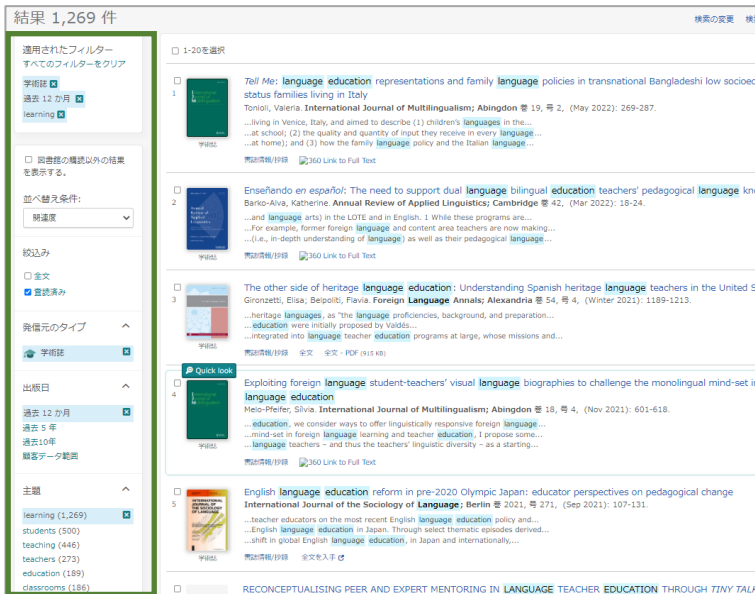 結果 1,269 件
検索の変更
適用されたフィルター
すべてのフィルターをクリア
学術誌
過去 12 か月
learning
図書館の購読以外の結果
を表示する。
並べ替え条件:
関連度
絞込み
全文
査読済み
発信元のタイプ
学術誌
出版日
過去 12 か月
過去 5 年
過去10年
顧客データ範囲
主題
learning (1,269)
students (500)
teaching (446)
teachers (273)
education (189)
classrooms (186)
1-20を選択
1
Tell Me: language education representations and family language policies in transnational Bangladeshi low socioec
status families living in Italy
Tonioli, Valeria. International Journal of Multilingualism; Abingdon 巻 19, 号 2, (May 2022): 269-287.
...living in Venice, Italy, and aimed to describe (1) children's languages in the...
...at school; (2) the quality and quantity of input they receive in every language...
...at home); and (3) how the family language policy and the Italian language...
学術誌
書誌情報/抄録 360 Link to Full Text
2
Enseñando en español: The need to support dual language bilingual education teachers' pedagogical language kn
Barko-Alva, Katherine. Annual Review of Applied Linguistics; Cambridge 巻 42, (Mar 2022): 18-24.
...and language arts) in the LOTE and in English. 1 While these programs are...
...For example, former foreign language and content area teachers are now making...
...(i.e., in-depth understanding of language) as well as their pedagogical language...
学術誌
書誌情報/抄録 360 Link to Full Text
3
The other side of heritage language education: Understanding Spanish heritage language teachers in the United S
Gironzetti, Elisa; Belpoliti, Flavia. Foreign Language Annals; Alexandria 巻 54, 号 4, (Winter 2021): 1189-1213.
...heritage languages, as "the language proficiencies, background, and preparation...
...education were initially proposed by Valdés...
...integrated into language teacher education programs at large, whose missions and...
学術誌
書誌情報/抄録 全文 全文 - PDF (915 KB)
Quick look
4
Exploiting foreign language student-teachers' visual language biographies to challenge the monolingual mind-set i
language education
Melo-Pfeifer, Sílvia. International Journal of Multilingualism; Abingdon 巻 18, 号 4, (Nov 2021): 601-618.
...education, we consider ways to offer linguistically responsive foreign language...
...mind-set in foreign language learning and teacher education, I propose some...
...language teachers – and thus the teachers' linguistic diversity – as a starting...
学術誌
書誌情報/抄録 360 Link to Full Text
5
English language education reform in pre-2020 Olympic Japan: educator perspectives on pedagogical change
International Journal of the Sociology of Language; Berlin 巻 2021, 号 271, (Sep 2021): 107-131.
...teacher educators on the most recent English language education policy and...
...English language education in Japan. Through select thematic episodes derived...
...shift in global English language education, in Japan and internationally,...
学術誌
書誌情報/抄録 全文を入手
RECONCEPTUALISING PEER AND EXPERT MENTORING IN LANGUAGE TEACHER EDUCATION THROUGH TINY TALK